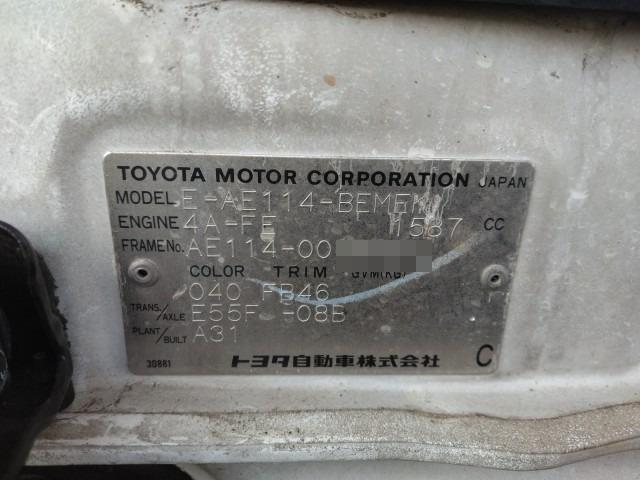 TOYOTA MOTOR CORPORATION JAPAN
MODEL E-AE114-BEMEMN
ENGINE 4A-FE 1587 CC
FRAME No. AE114-00
COLOR TRIM GVM(KG)
040 FB46
TRANS./AXLE E55F -08B
PLANT/BUILT A31
30881 トヨタ自動車株式会社 C